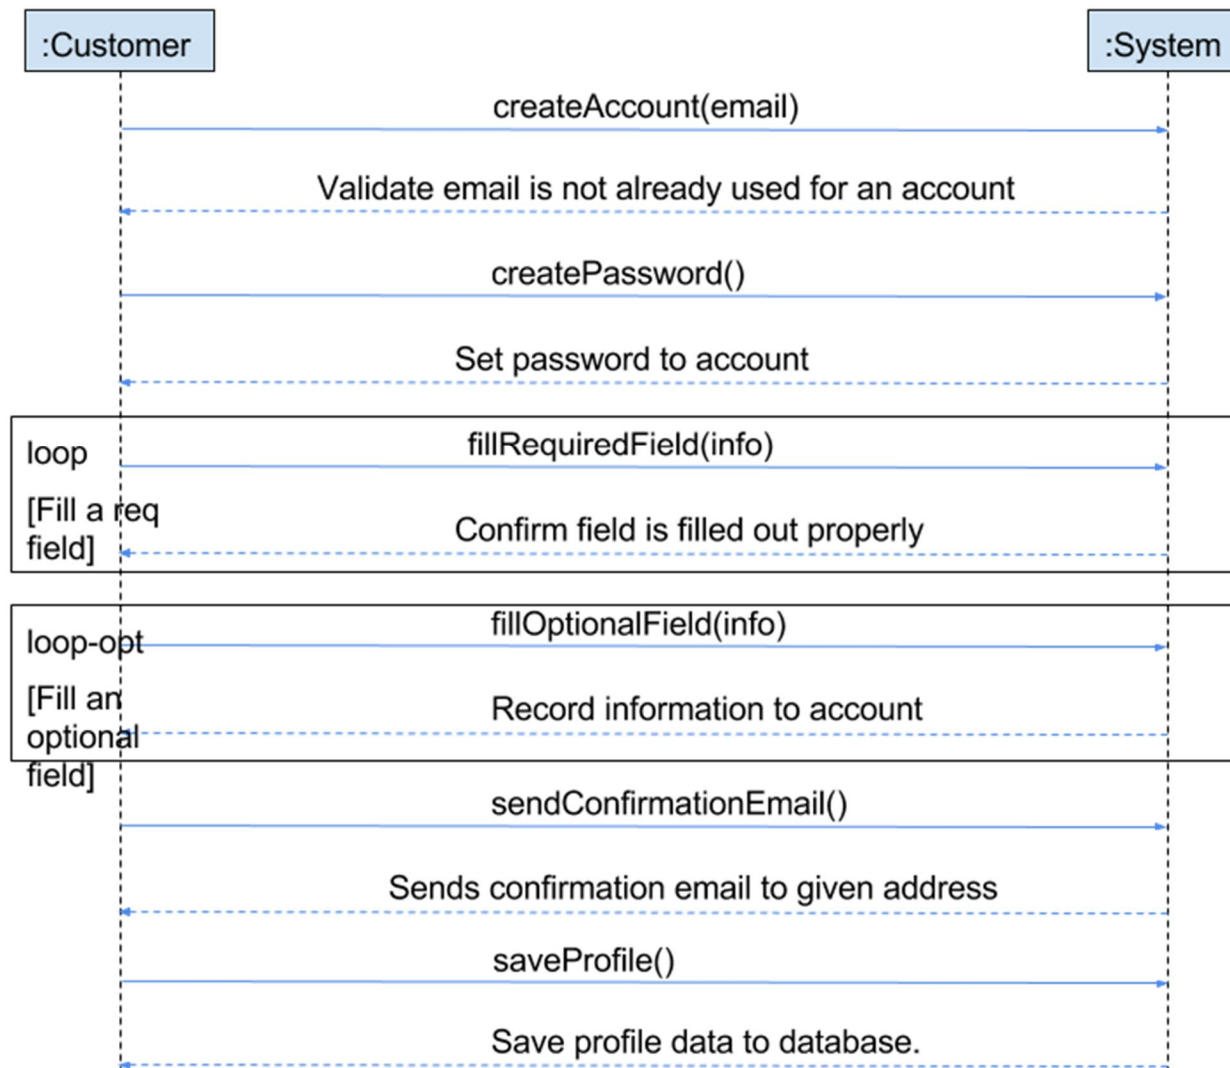 :Customer
:System
createAccount(email)
Validate email is not already used for an account
createPassword()
Set password to account
loop
fillRequiredField(info)
[Fill a req
field]
Confirm field is filled out properly
loop-opt
fillOptionalField(info)
[Fill an
optional
field]
Record information to account
sendConfirmationEmail()
Sends confirmation email to given address
saveProfile()
Save profile data to database.